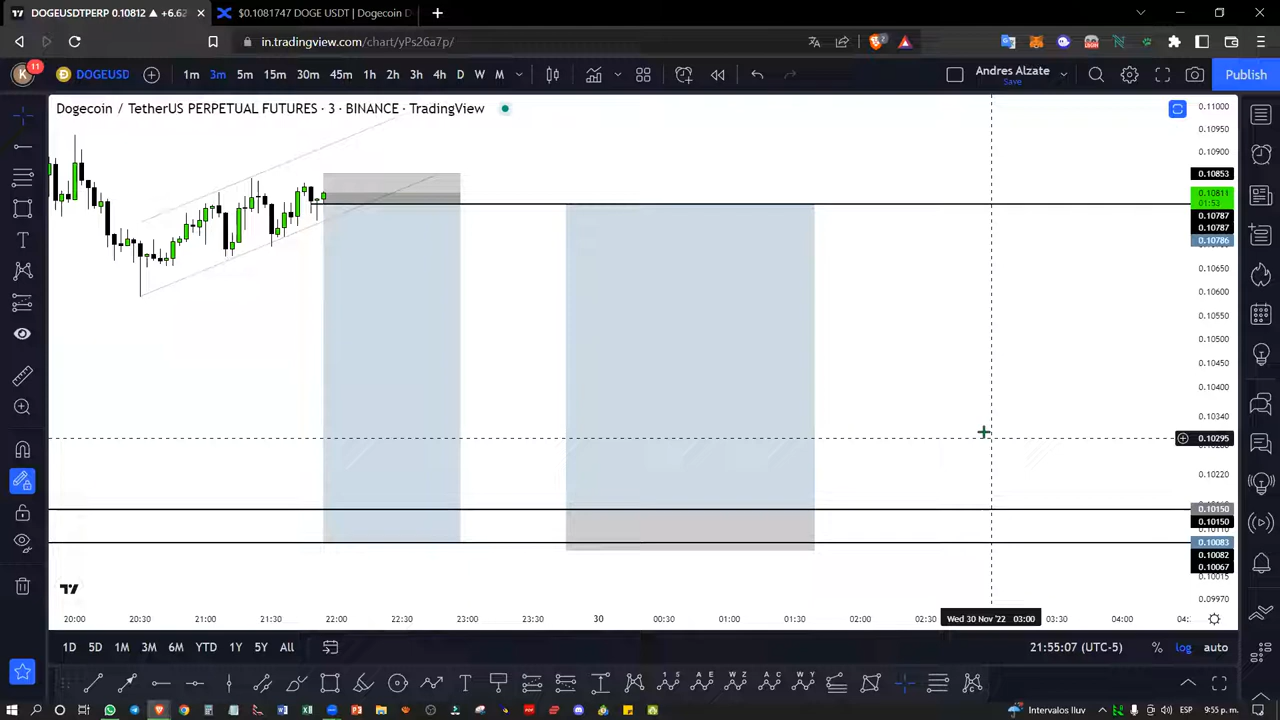 DOGEUSDTPERP 0.10812 ▲ +6.62
$0.1081747 DOGE USDT | Dogecoin D
in.tradingview.com/chart/yPs26a7p/
11
DOGEUSD
1m 3m 5m 15m 30m 45m 1h 2h 3h 4h D W M
Andres Alzate
Save
Publish
Dogecoin / TetherUS PERPETUAL FUTURES · 3 · BINANCE · TradingView
0.11000
0.10950
0.10900
0.10853
0.10811
01:53
0.10787
0.10787
0.10786
0.10650
0.10600
0.10550
0.10500
0.10450
0.10400
0.10340
0.10295
0.10220
0.10150
0.10150
0.10083
0.10082
0.10067
0.10015
0.09970
20:00 20:30 21:00 21:30 22:00 22:30 23:00 23:30 30 00:30 01:00 01:30 02:00 02:30 Wed 30 Nov '22 03:00 03:30 04:00 04:
1D 5D 1M 3M 6M YTD 1Y 5Y All
21:55:07 (UTC-5) % log auto
Intervalos lluv
ESP 9:55 p. m.